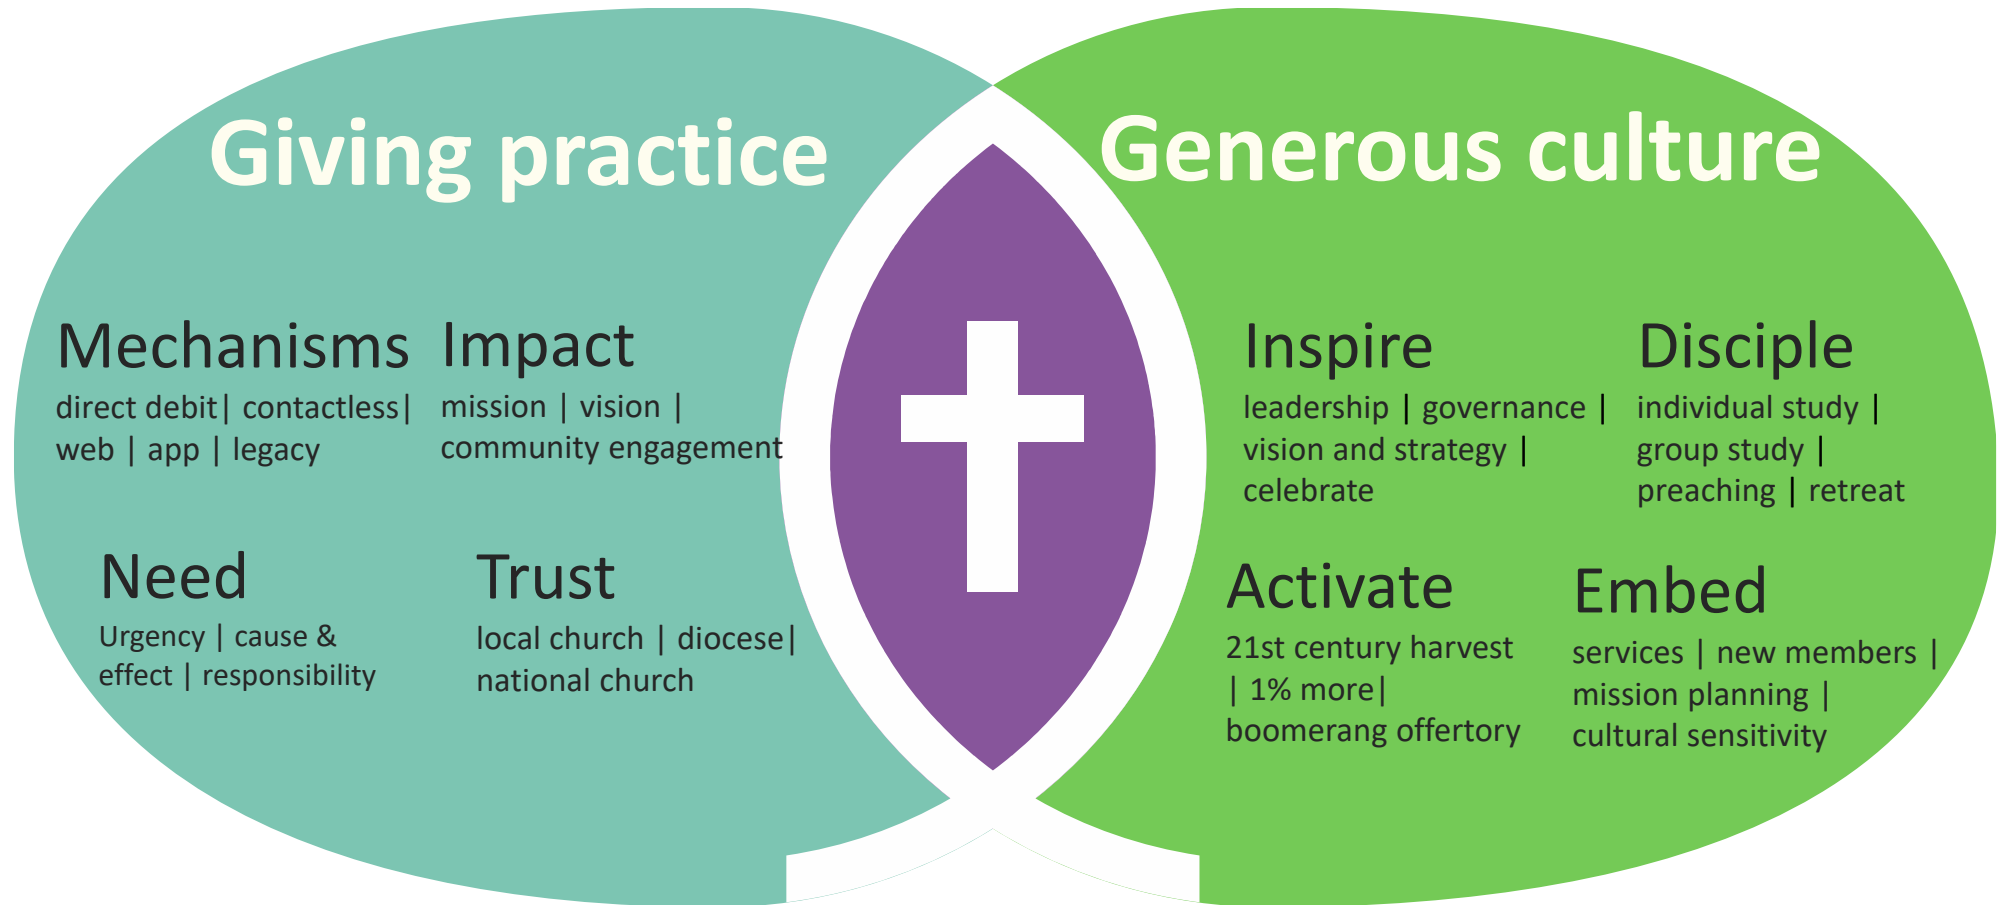 Giving practice
Mechanisms
direct debit| contactless|
web | app | legacy
Impact
mission | vision |
community engagement
Need
Urgency | cause &
effect | responsibility
Trust
local church | diocese|
national church
Generous culture
Inspire
leadership | governance |
vision and strategy |
celebrate
Disciple
individual study |
group study |
preaching | retreat
Activate
21st century harvest
| 1% more|
boomerang offertory
Embed
services | new members |
mission planning |
cultural sensitivity